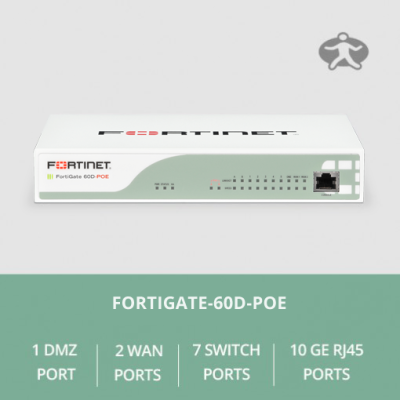 FORTINET
FORTINET
FortiGate 60D-POE
FORTIGATE-60D-POE
1 DMZ PORT
2 WAN PORTS
7 SWITCH PORTS
10 GE RJ45 PORTS